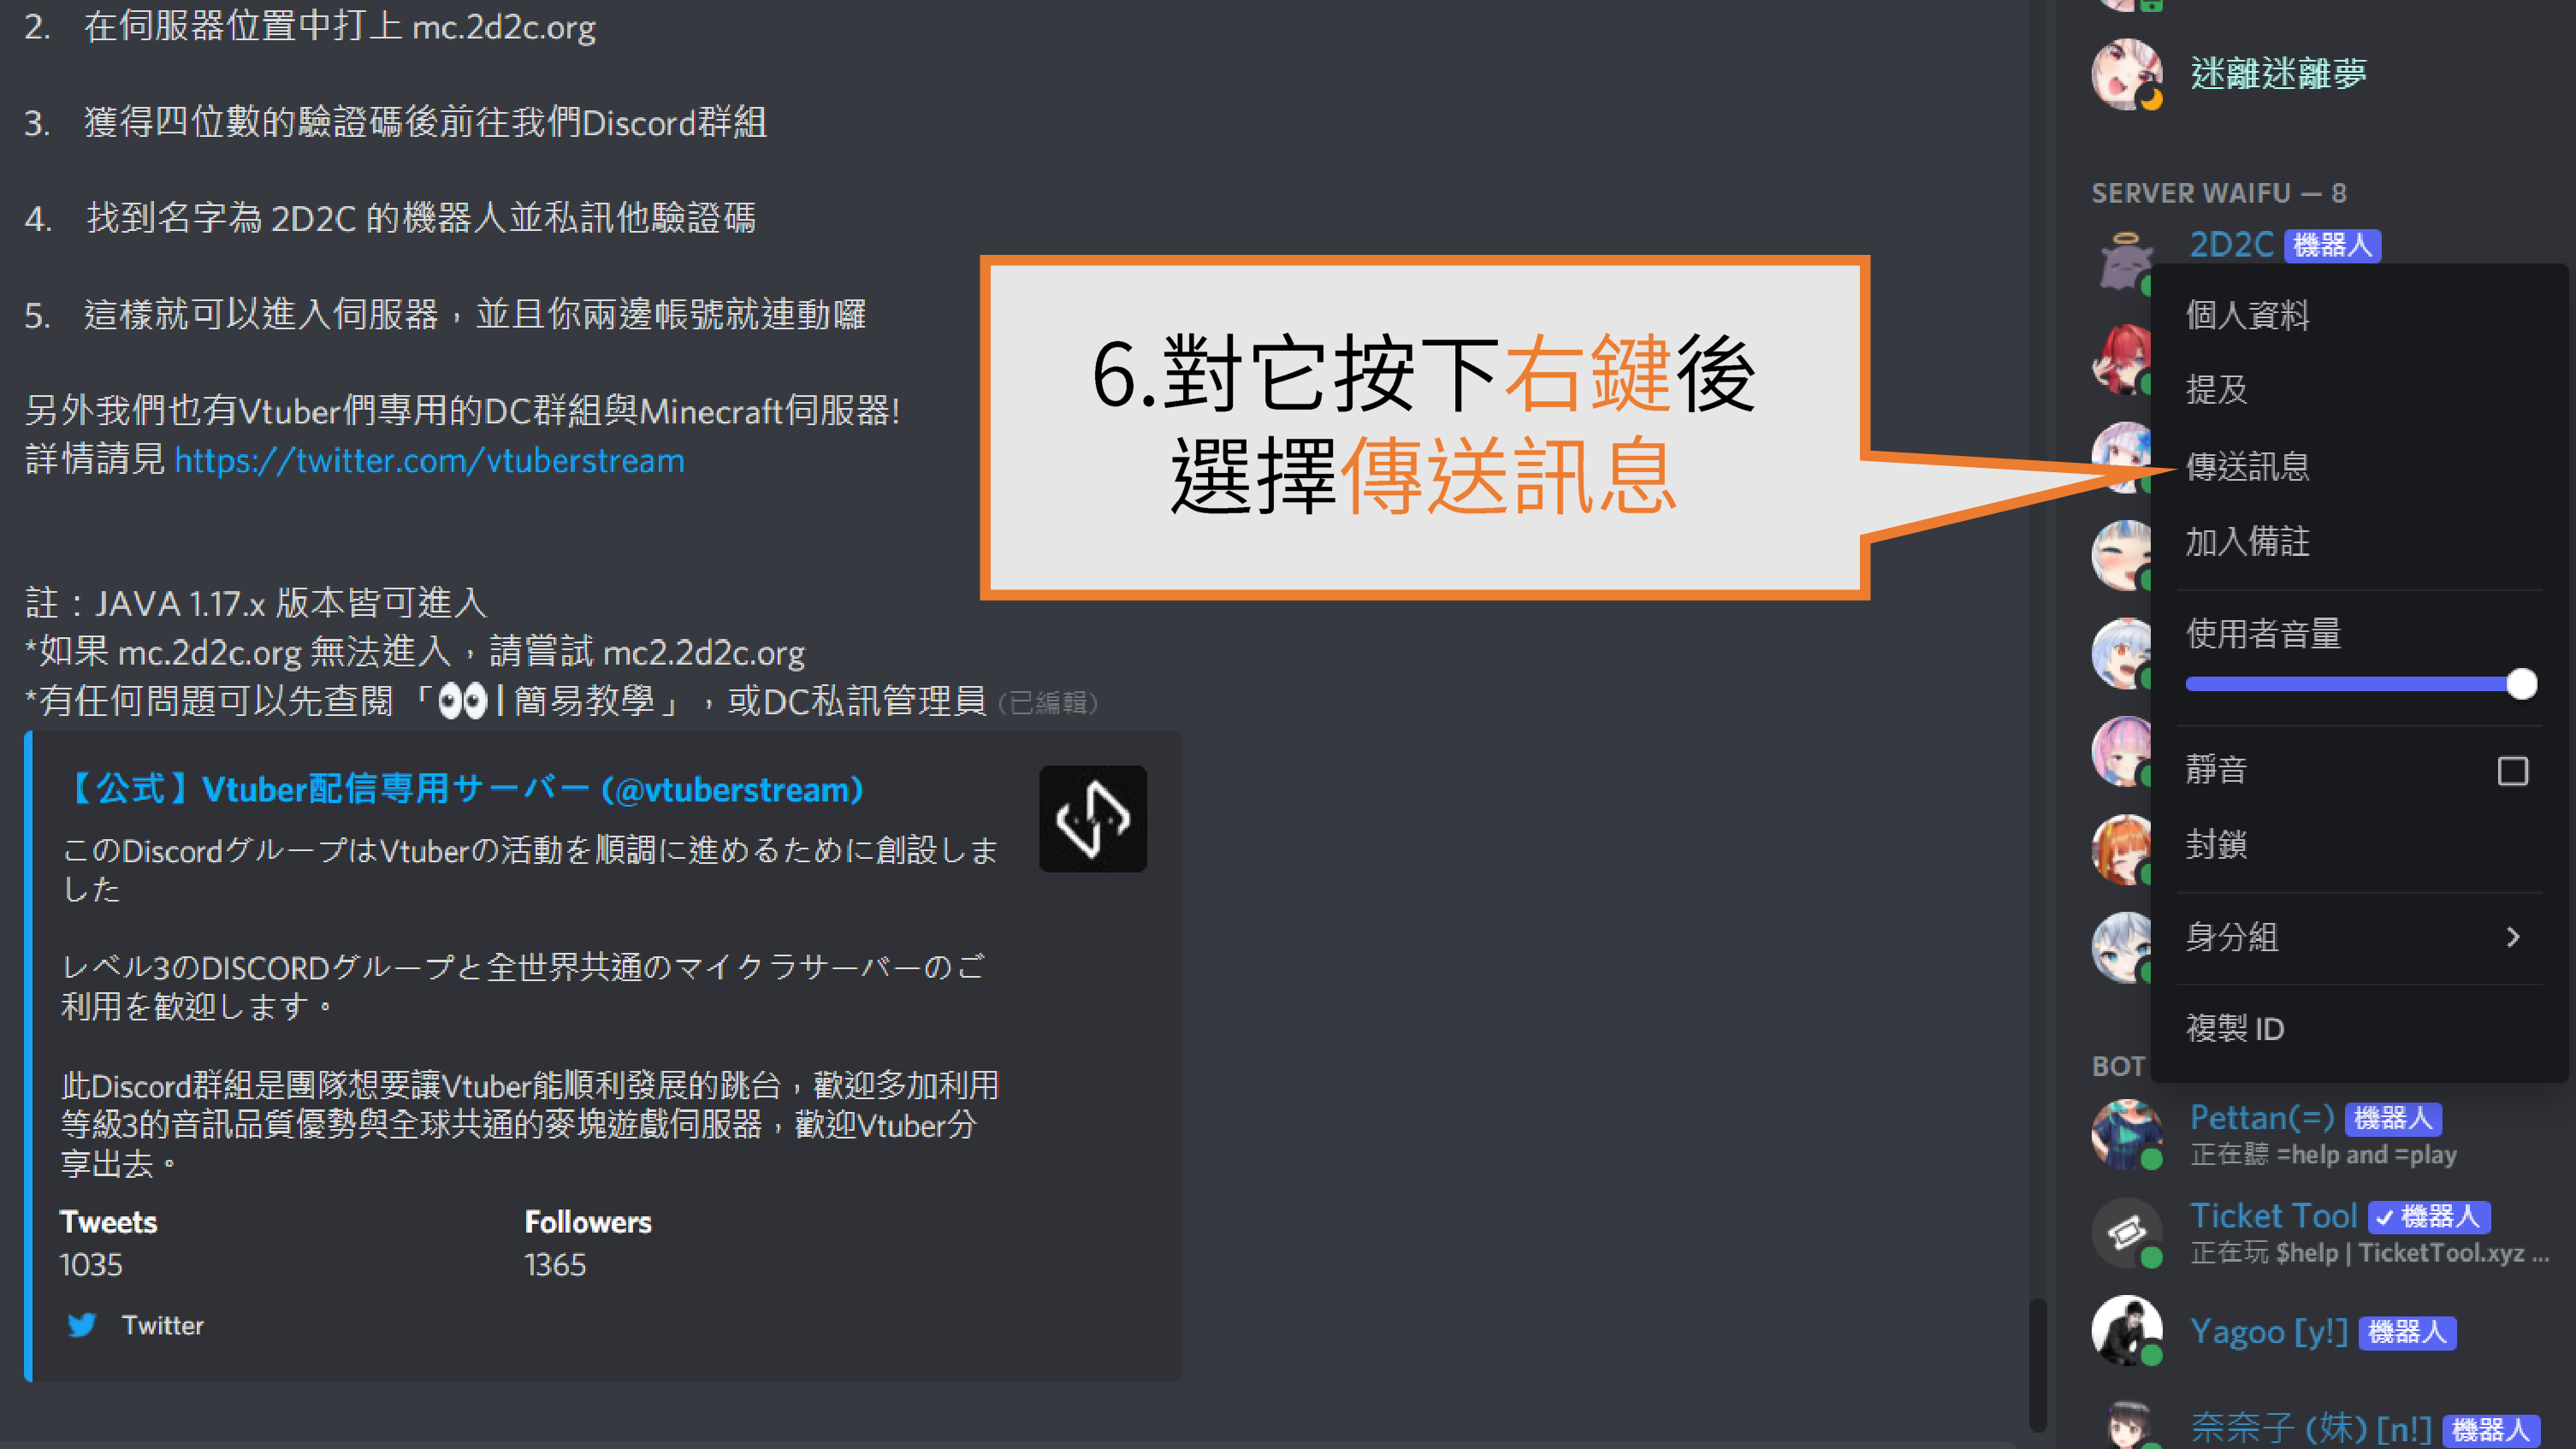 2. 在伺服器位置中打上 mc.2d2c.org
3. 獲得四位數的驗證碼後前往我們Discord群組
4. 找到名字為 2D2C 的機器人並私訊他驗證碼
5. 這樣就可以進入伺服器，並且你兩邊帳號就連動囉
另外我們也有Vtuber們專用的DC群組與Minecraft伺服器!
詳情請見 https://twitter.com/vtuberstream
註：JAVA 1.17.x 版本皆可進入
*如果 mc.2d2c.org 無法進入，請嘗試 mc2.2d2c.org
*有任何問題可以先查閱 「👀 | 簡易教學」，或DC私訊管理員 (已編輯)
【公式】Vtuber配信専用サーバー (@vtuberstream)
このDiscordグループはVtuberの活動を順調に進めるために創設しま
した
レベル3のDISCORDグループと全世界共通のマイクラサーバーのご
利用を歓迎します。
此Discord群組是團隊想要讓Vtuber能順利發展的跳台，歡迎多加利用
等級3的音訊品質優勢與全球共通的麥塊遊戲伺服器，歡迎Vtuber分
享出去。
Tweets
Followers
1035
1365
Twitter
6.對它按下右鍵後
選擇傳送訊息
迷離迷離夢
SERVER WAIFU — 8
2D2C 機器人
個人資料
提及
傳送訊息
加入備註
使用者音量
靜音
封鎖
身分組
複製 ID
BOT
Pettan(=) 機器人
正在聽 =help and =play
Ticket Tool ✓ 機器人
正在玩 $help | TicketTool.xyz ...
Yagoo [y!] 機器人
奈奈子 (妹) [n!] 機器人